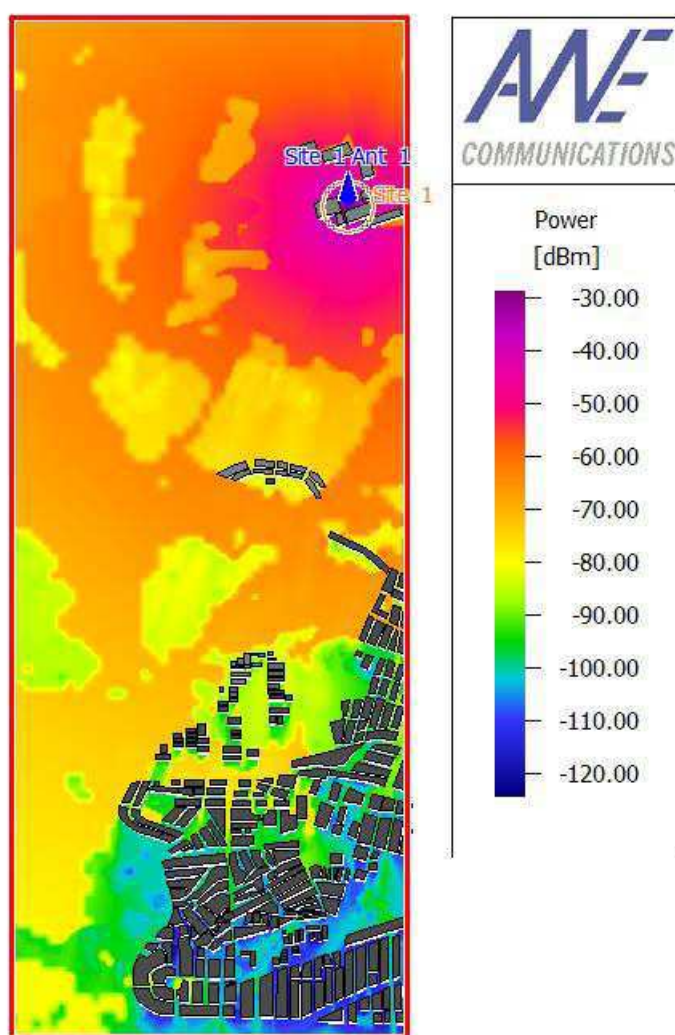 AWE
COMMUNICATIONS
Site 1 Ant 1
Site 1
Power
[dBm]
-30.00
-40.00
-50.00
-60.00
-70.00
-80.00
-90.00
-100.00
-110.00
-120.00